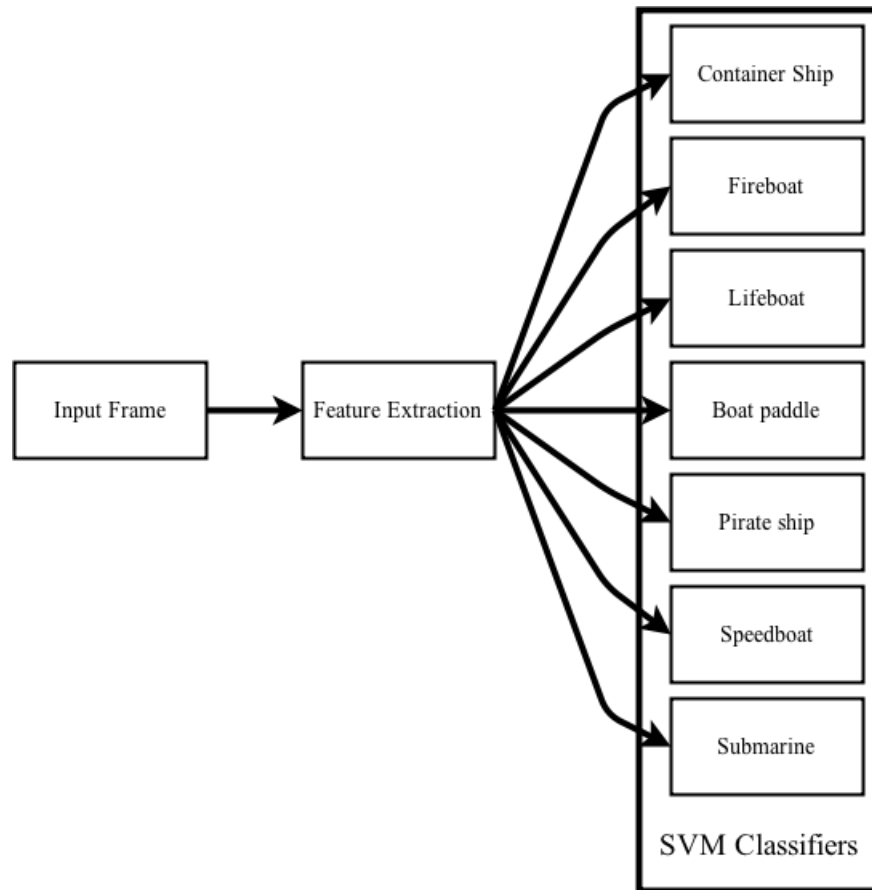 Container Ship
Fireboat
Lifeboat
Input Frame
Feature Extraction
Boat paddle
Pirate ship
Speedboat
Submarine
SVM Classifiers